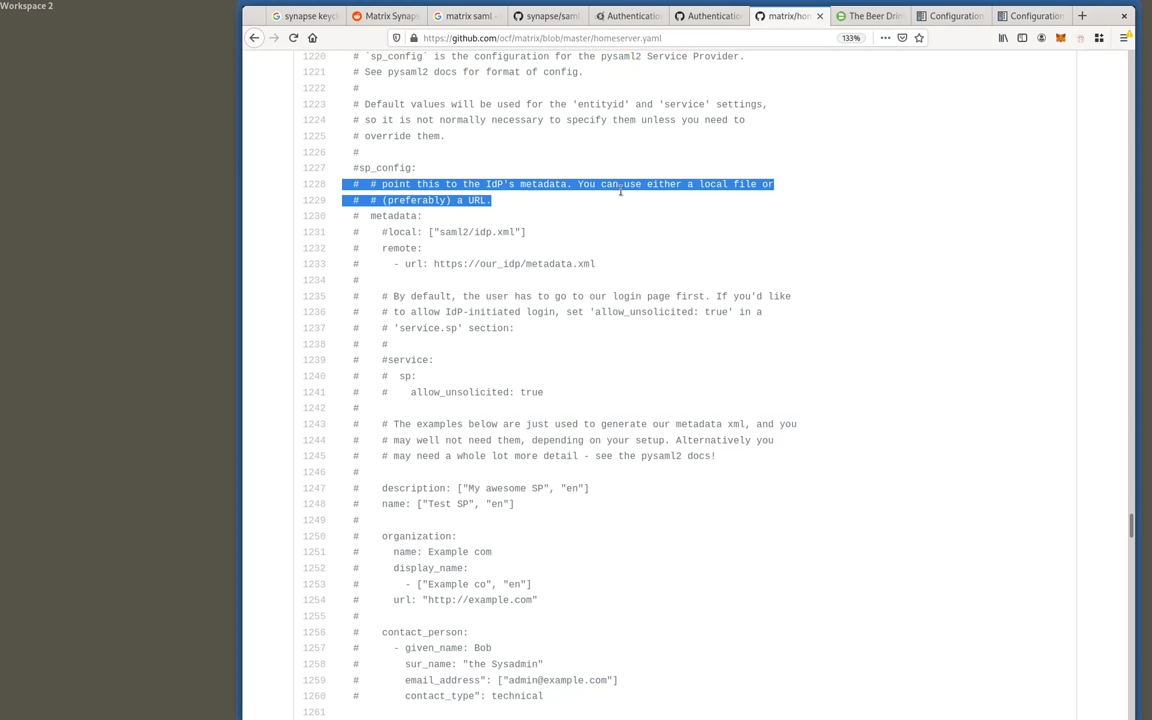 Workspace 2
synapse keyc
Matrix Synaps
matrix saml -
synapse/saml
Authenticatio
Authentication
matrix/hon
The Beer Drin
Configuration
Configuration
https://github.com/ocf/matrix/blob/master/homeserver.yaml
133%
1220 # `sp_config` is the configuration for the pysaml2 Service Provider.
1221 # See pysaml2 docs for format of config.
1222 #
1223 # Default values will be used for the 'entityid' and 'service' settings,
1224 # so it is not normally necessary to specify them unless you need to
1225 # override them.
1226 #
1227 #sp_config:
1228 #  # point this to the IdP's metadata. You can use either a local file or
1229 #  # (preferably) a URL.
1230 #  metadata:
1231 #    #local: ["saml2/idp.xml"]
1232 #    remote:
1233 #      - url: https://our_idp/metadata.xml
1234 #
1235 #    # By default, the user has to go to our login page first. If you'd like
1236 #    # to allow IdP-initiated login, set 'allow_unsolicited: true' in a
1237 #    # 'service.sp' section:
1238 #    #
1239 #    #service:
1240 #    #  sp:
1241 #    #    allow_unsolicited: true
1242 #
1243 #    # The examples below are just used to generate our metadata xml, and you
1244 #    # may well not need them, depending on your setup. Alternatively you
1245 #    # may need a whole lot more detail - see the pysaml2 docs!
1246 #
1247 #    description: ["My awesome SP", "en"]
1248 #    name: ["Test SP", "en"]
1249 #
1250 #    organization:
1251 #      name: Example com
1252 #      display_name:
1253 #        - ["Example co", "en"]
1254 #      url: "http://example.com"
1255 #
1256 #    contact_person:
1257 #      - given_name: Bob
1258 #        sur_name: "the Sysadmin"
1259 #        email_address": ["admin@example.com"]
1260 #        contact_type": technical
1261